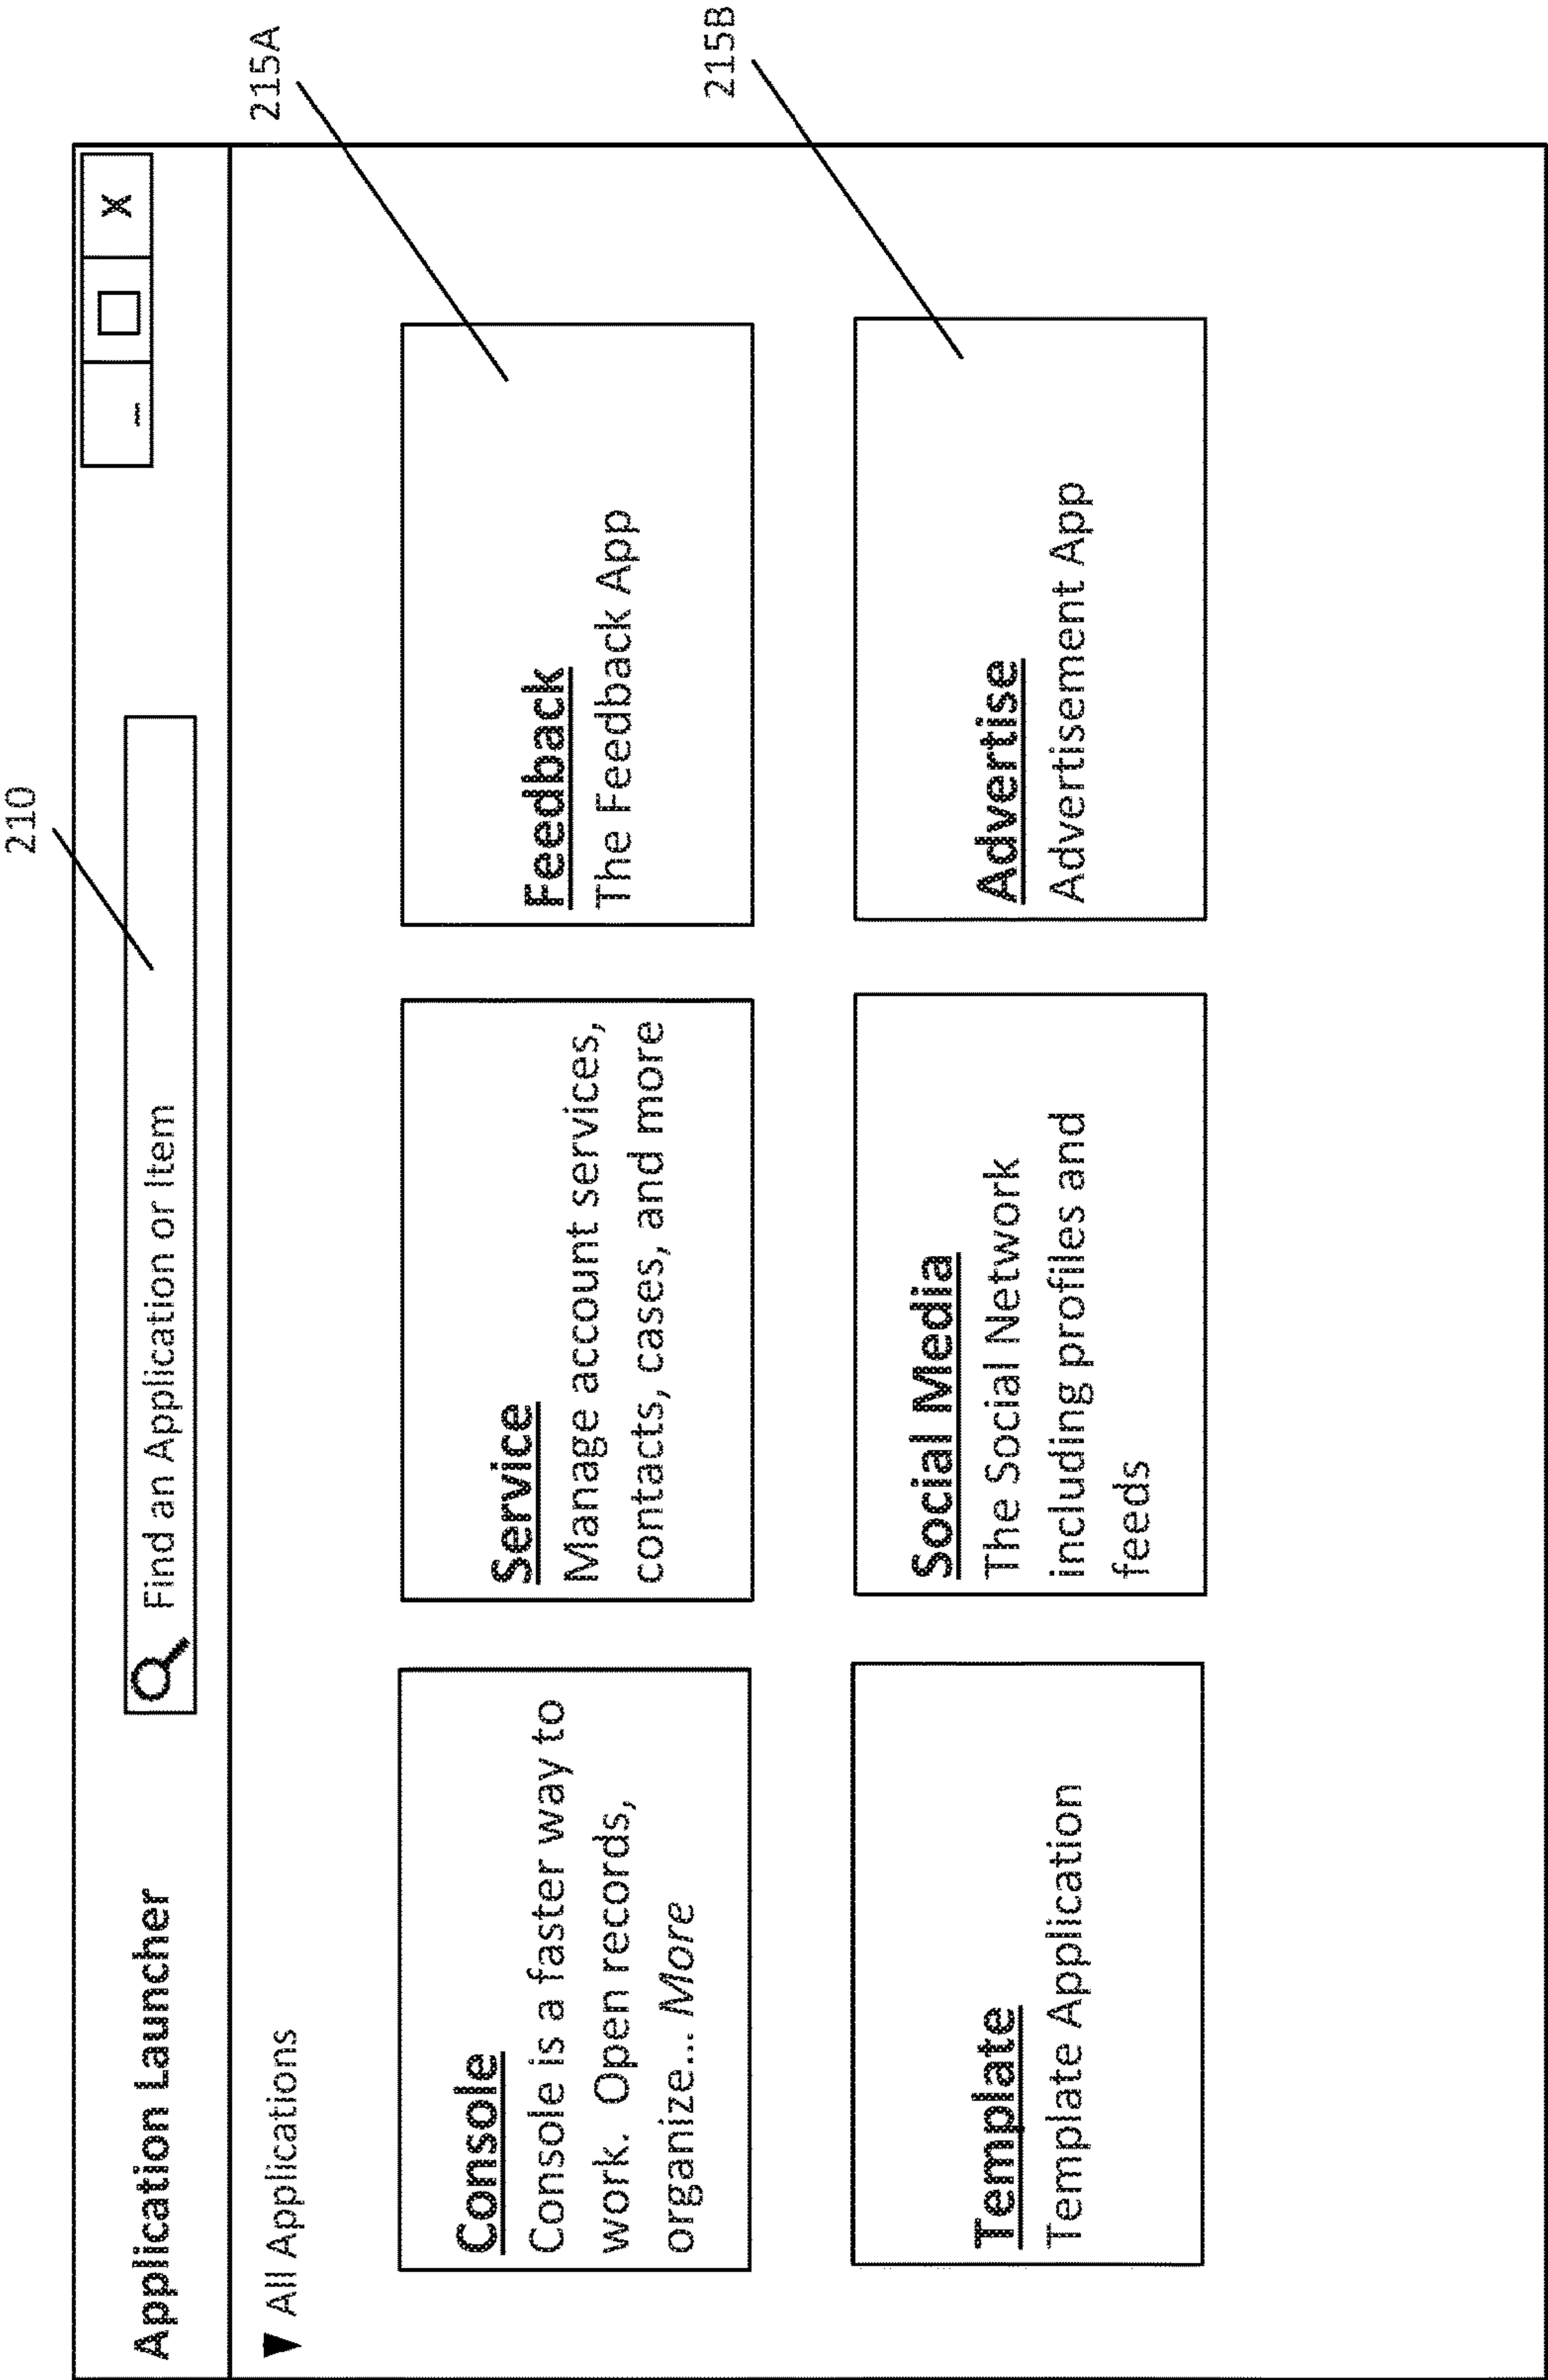 210
Application Launcher
Find an Application or Item
_ □ X
▼ All Applications
215A
Console
Console is a faster way to
work.  Open records,
organize... More
Service
Manage account services,
contacts, cases, and more
Feedback
The Feedback App
215B
Template
Template Application
Social Media
The Social Network
including profiles and
feeds
Advertise
Advertisement App